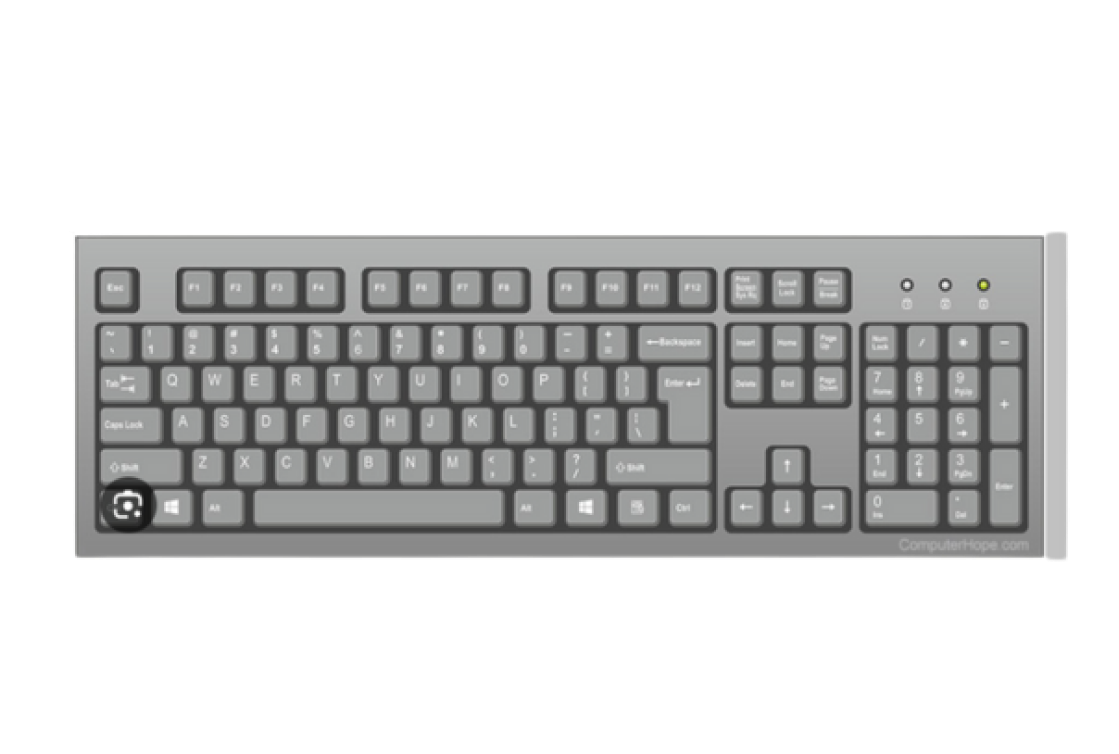 Esc F1 F2 F3 F4 F5 F6 F7 F8 F9 F10 F11 F12 Print Screen Sys Rq Scroll Lock Pause Break
~ ! @ # $ % ^ & * ( ) — +
` 1 2 3 4 5 6 7 8 9 0 - = ←Backspace Insert Home Page Up Num Lock / * −
Tab Q W E R T Y U I O P { [ } ] Enter Delete End Page Down 7 Home 8 ↑ 9 PgUp +
Caps Lock A S D F G H J K L : ; " ' | \ 4 ← 5 6 →
Shift Z X C V B N M < , > . ? / Shift ↑ 1 End 2 ↓ 3 PgDn Enter
Alt Alt Ctrl ← ↓ → 0 Ins . Del
ComputerHope.com